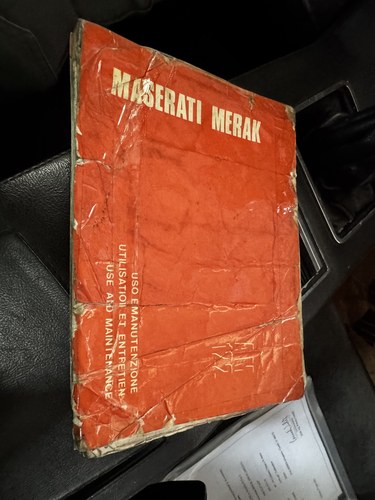 MASERATI MERAK
USO E MANUTENZIONE
UTILISATION ET ENTRETIEN
USE AND MAINTENANCE